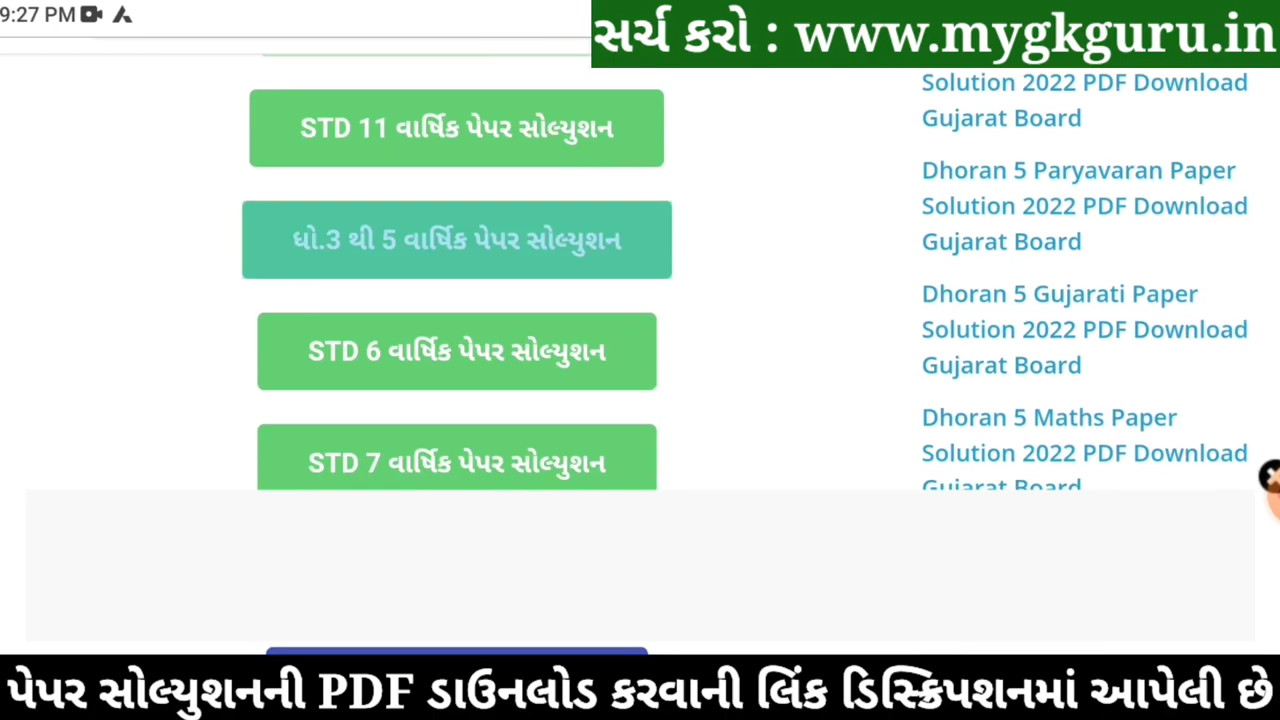 9:27 PM
સર્ચ કરો : www.mygkguru.in
STD 11 વાર્ષિક પેપર સોલ્યુશન
ધો.3 થી 5 વાર્ષિક પેપર સોલ્યુશન
STD 6 વાર્ષિક પેપર સોલ્યુશન
STD 7 વાર્ષિક પેપર સોલ્યુશન
Solution 2022 PDF Download
Gujarat Board
Dhoran 5 Paryavaran Paper
Solution 2022 PDF Download
Gujarat Board
Dhoran 5 Gujarati Paper
Solution 2022 PDF Download
Gujarat Board
Dhoran 5 Maths Paper
Solution 2022 PDF Download
Gujarat Board
પેપર સોલ્યુશનની PDF ડાઉનલોડ કરવાની લિંક ડિસ્ક્રિપશનમાં આપેલી છે